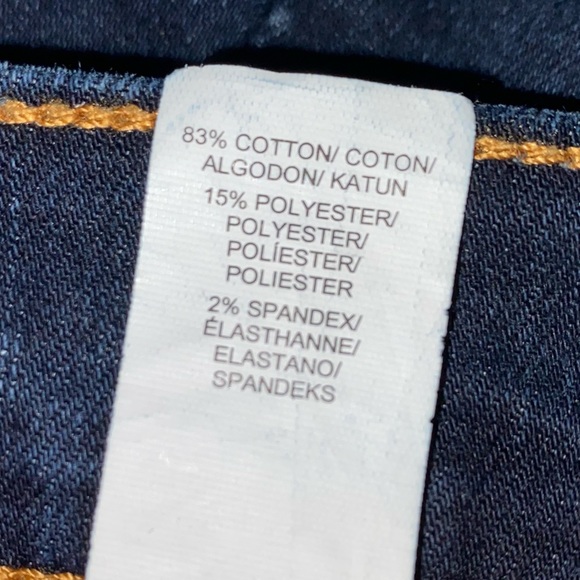 83% COTTON/ COTON/
ALGODON/ KATUN
15% POLYESTER/
POLYESTER/
POLÍESTER/
POLIESTER
2% SPANDEX/
ÉLASTHANNE/
ELASTANO/
SPANDEKS